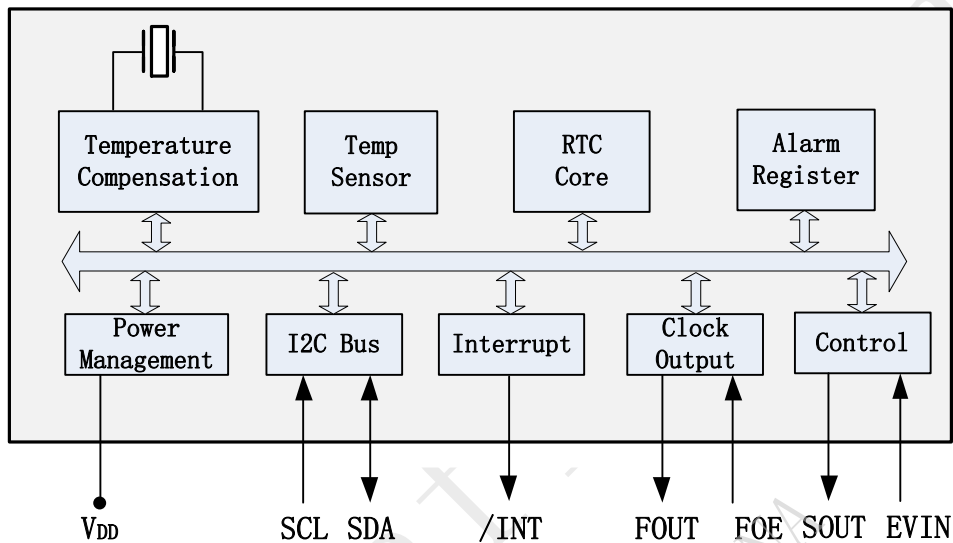 Temperature
Compensation
Temp
Sensor
RTC
Core
Alarm
Register
Power
Management
I2C Bus
Interrupt
Clock
Output
Control
VDD
SCL SDA
/INT
FOUT
FOE
SOUT
EVIN